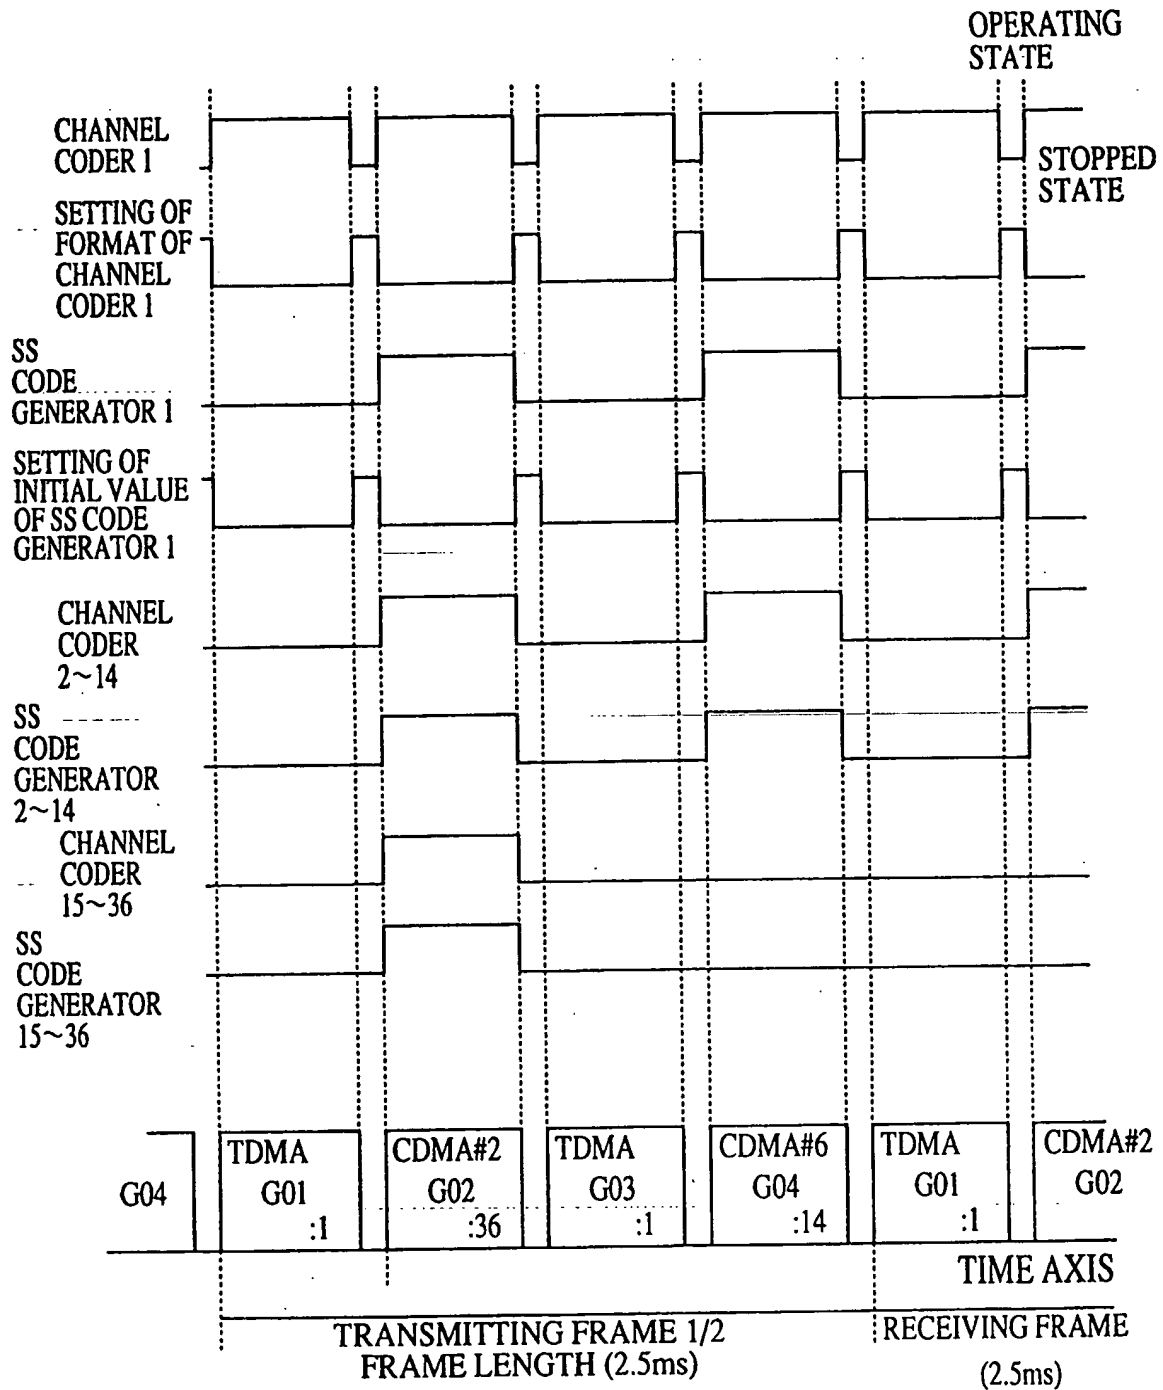 OPERATING
STATE
CHANNEL
CODER 1
STOPPED
STATE
SETTING OF
FORMAT OF
CHANNEL
CODER 1
SS
CODE
GENERATOR 1
SETTING OF
INITIAL VALUE
OF SS CODE
GENERATOR 1
CHANNEL
CODER
2~14
SS
CODE
GENERATOR
2~14
CHANNEL
CODER
15~36
SS
CODE
GENERATOR
15~36
G04
TDMA
G01
:1
CDMA#2
G02
:36
TDMA
G03
:1
CDMA#6
G04
:14
TDMA
G01
:1
CDMA#2
G02
TIME AXIS
TRANSMITTING FRAME 1/2
FRAME LENGTH (2.5ms)
RECEIVING FRAME
(2.5ms)